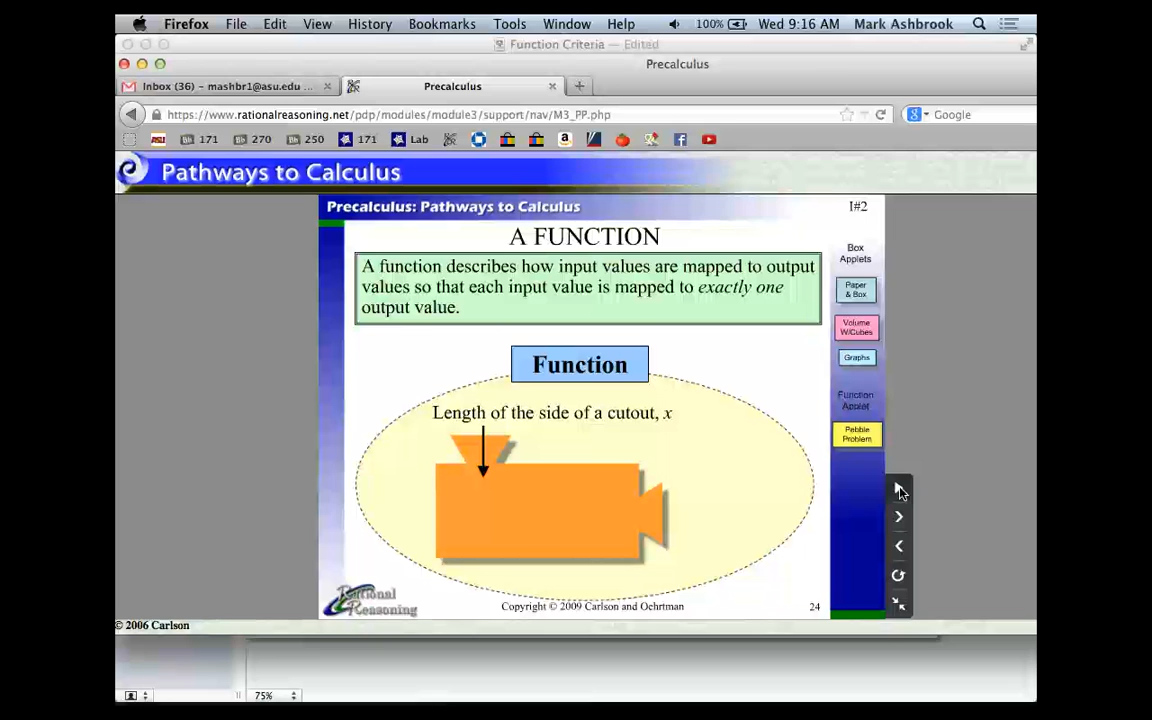 Firefox File Edit View History Bookmarks Tools Window Help 100% Wed 9:16 AM Mark Ashbrook
Function Criteria — Edited
Precalculus
Inbox (36) – mashbr1@asu.edu ...
Precalculus
https://www.rationalreasoning.net/pdp/modules/module3/support/nav/M3_PP.php
Google
171 270 250 171 Lab
Pathways to Calculus
Precalculus: Pathways to Calculus
I#2
A FUNCTION
A function describes how input values are mapped to output
values so that each input value is mapped to exactly one
output value.
Function
Length of the side of a cutout, x
Box
Applets
Paper
& Box
Volume
W/Cubes
Graphs
Function
Applet
Pebble
Problem
Rational
Reasoning
Copyright © 2009 Carlson and Oehrtman
24
© 2006 Carlson
75%